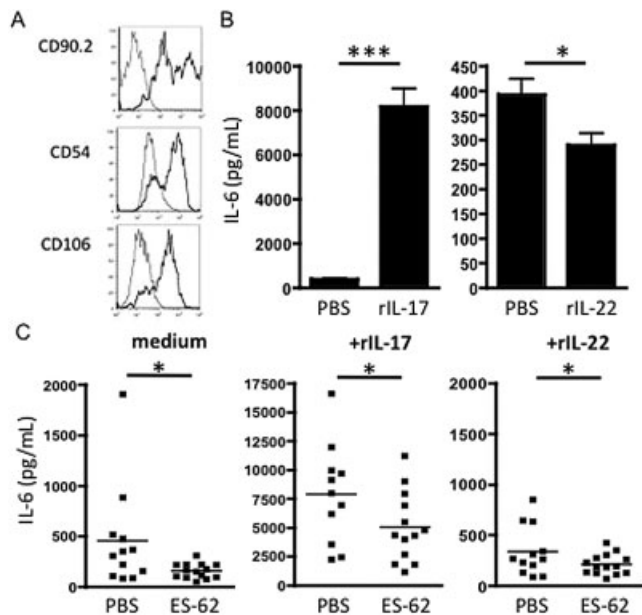 A
CD90.2
CD54
CD106
B
IL-6 (pg/mL)
10000
8000
6000
4000
2000
0
***
PBS rIL-17
450
400
350
300
250
200
150
100
50
0
*
PBS rIL-22
C
IL-6 (pg/mL)
medium
2000
1500
1000
500
0
*
PBS ES-62
+rIL-17
17500
15000
12500
10000
7500
5000
2500
0
*
PBS ES-62
+rIL-22
2000
1500
1000
500
0
*
PBS ES-62